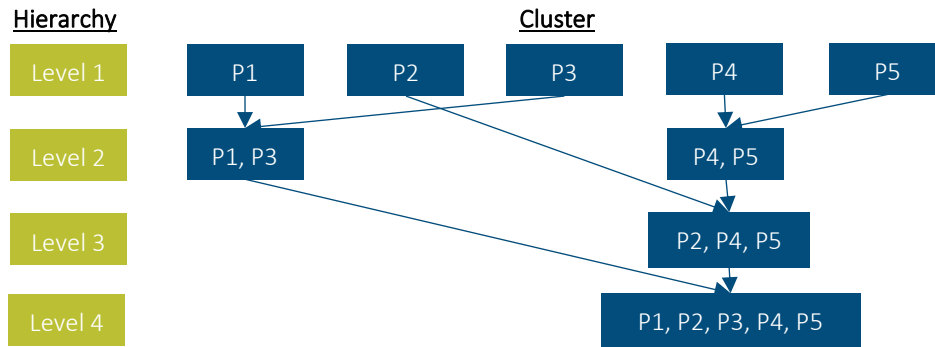 Hierarchy
Cluster
Level 1
P1
P2
P3
P4
P5
Level 2
P1, P3
P4, P5
Level 3
P2, P4, P5
Level 4
P1, P2, P3, P4, P5